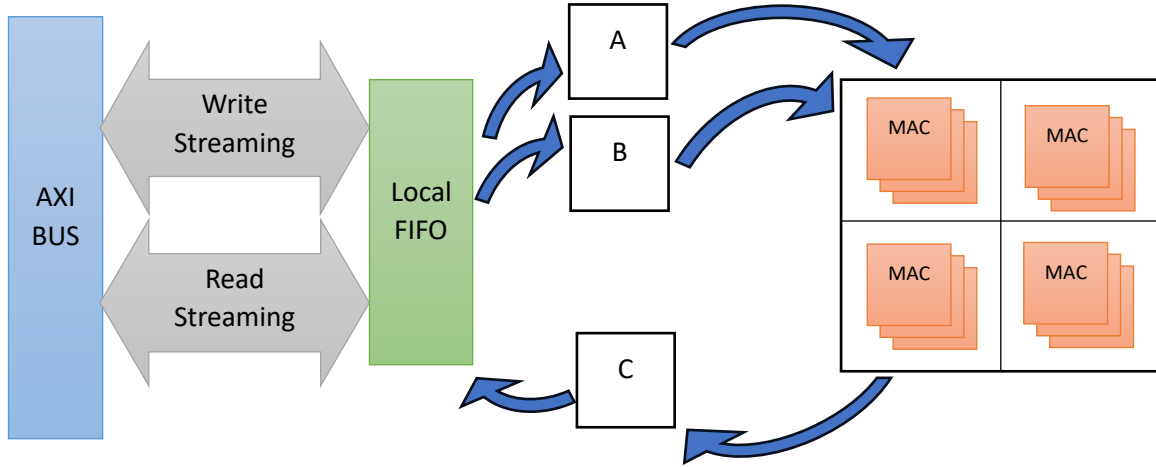 AXI
BUS
Write
Streaming
Read
Streaming
Local
FIFO
A
B
C
MAC
MAC
MAC
MAC